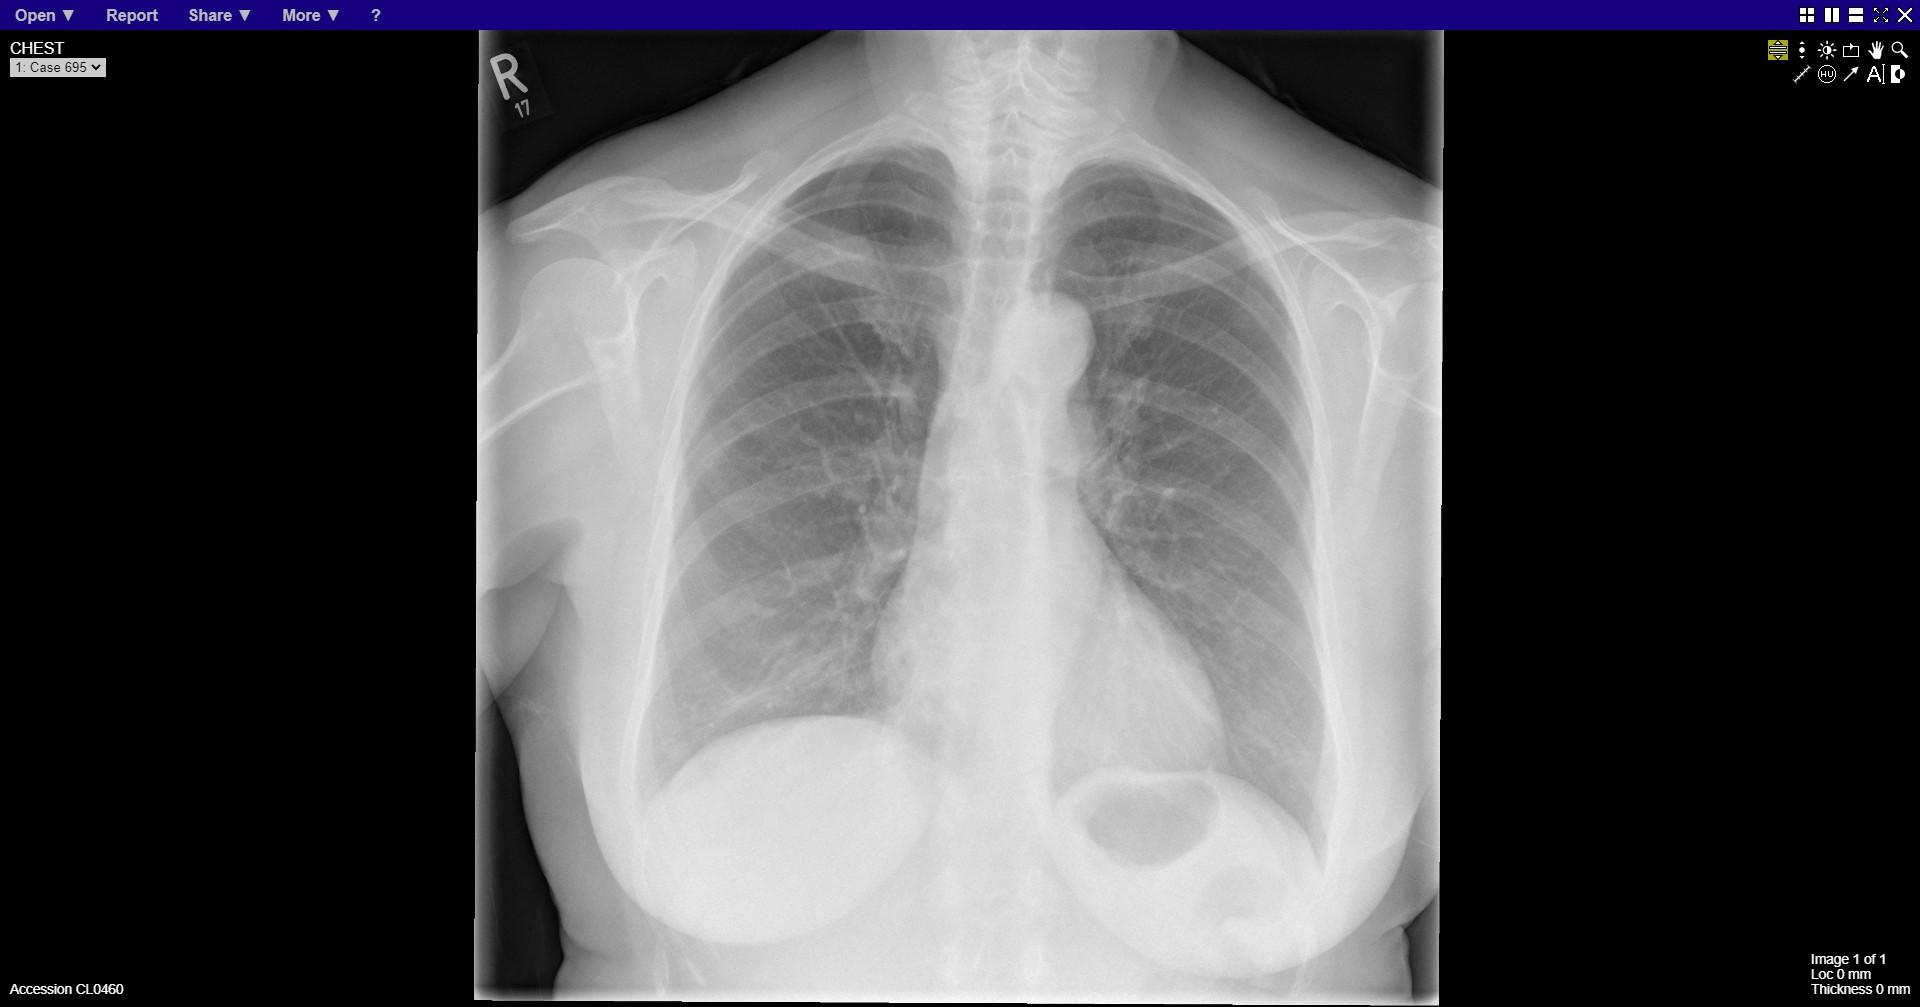 Open ▼ Report Share ▼ More ▼ ?
CHEST
1: Case 695
R
17
HU
A
Image 1 of 1
Loc 0 mm
Accession CL0460
Thickness 0 mm